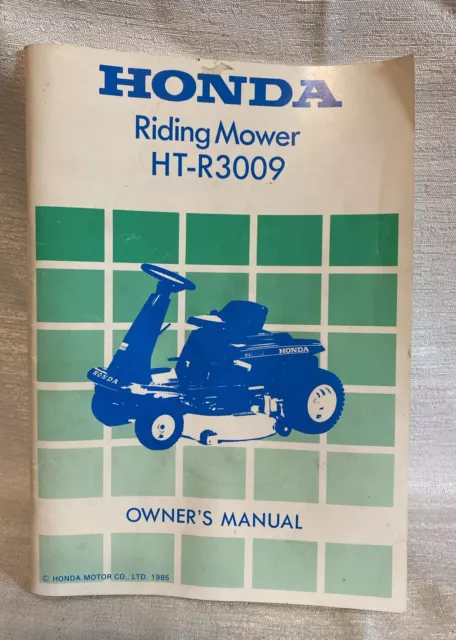 HONDA
Riding Mower
HT-R3009
HONDA
HONDA
OWNER'S MANUAL
© HONDA MOTOR CO., LTD. 1985